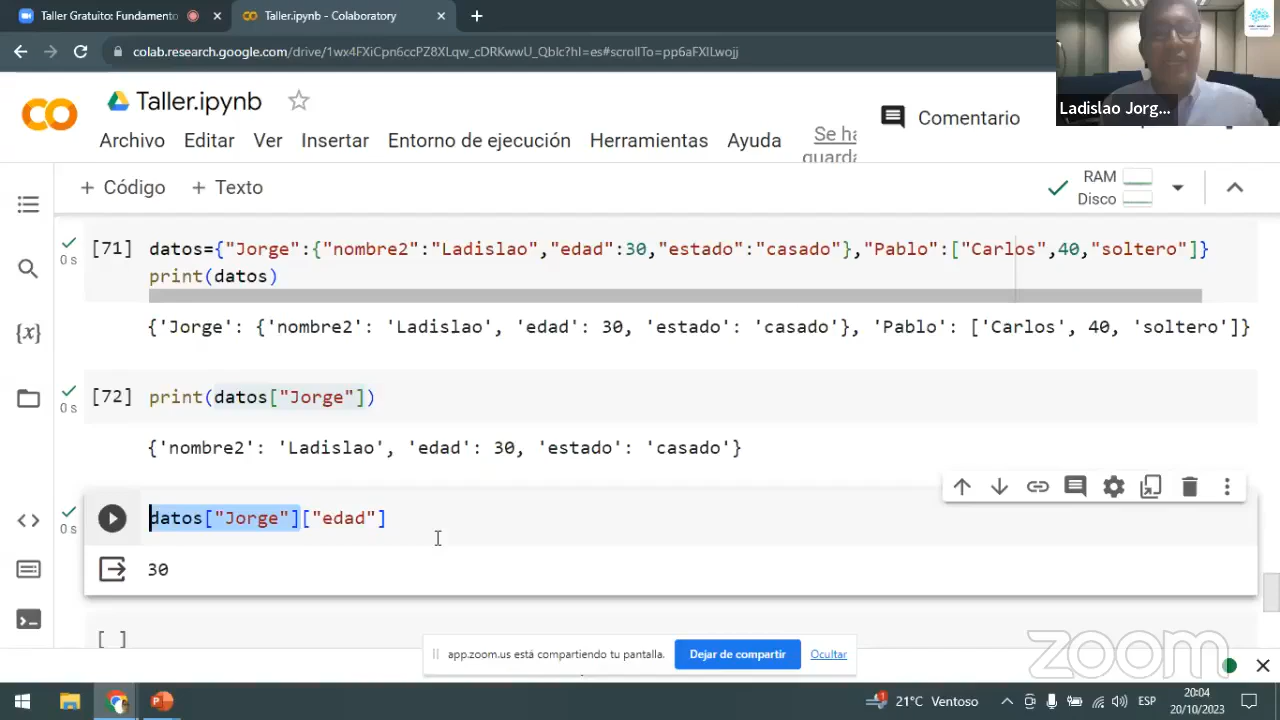 Taller Gratuito: Fundamento
Taller.ipynb - Colaboratory
colab.research.google.com/drive/1wx4FXiCpn6ccPZ8XLqw_cDRKwwU_Qblc?hl=es#scrollTo=pp6aFXILwojj
Ladislao Jorg...
Taller.ipynb
Comentario
Archivo Editar Ver Insertar Entorno de ejecución Herramientas Ayuda
Se ha
guarda
+ Código + Texto
RAM
Disco
[71] datos={"Jorge":{"nombre2":"Ladislao","edad":30,"estado":"casado"},"Pablo":["Carlos",40,"soltero"]}
0 s
print(datos)
{'Jorge': {'nombre2': 'Ladislao', 'edad': 30, 'estado': 'casado'}, 'Pablo': ['Carlos', 40, 'soltero']}
{x}
[72] print(datos["Jorge"])
0 s
{'nombre2': 'Ladislao', 'edad': 30, 'estado': 'casado'}
datos["Jorge"]["edad"]
0 s
30
[ ]
app.zoom.us está compartiendo tu pantalla.
Dejar de compartir
Ocultar
zoom
21°C Ventoso
ESP
20:04
20/10/2023